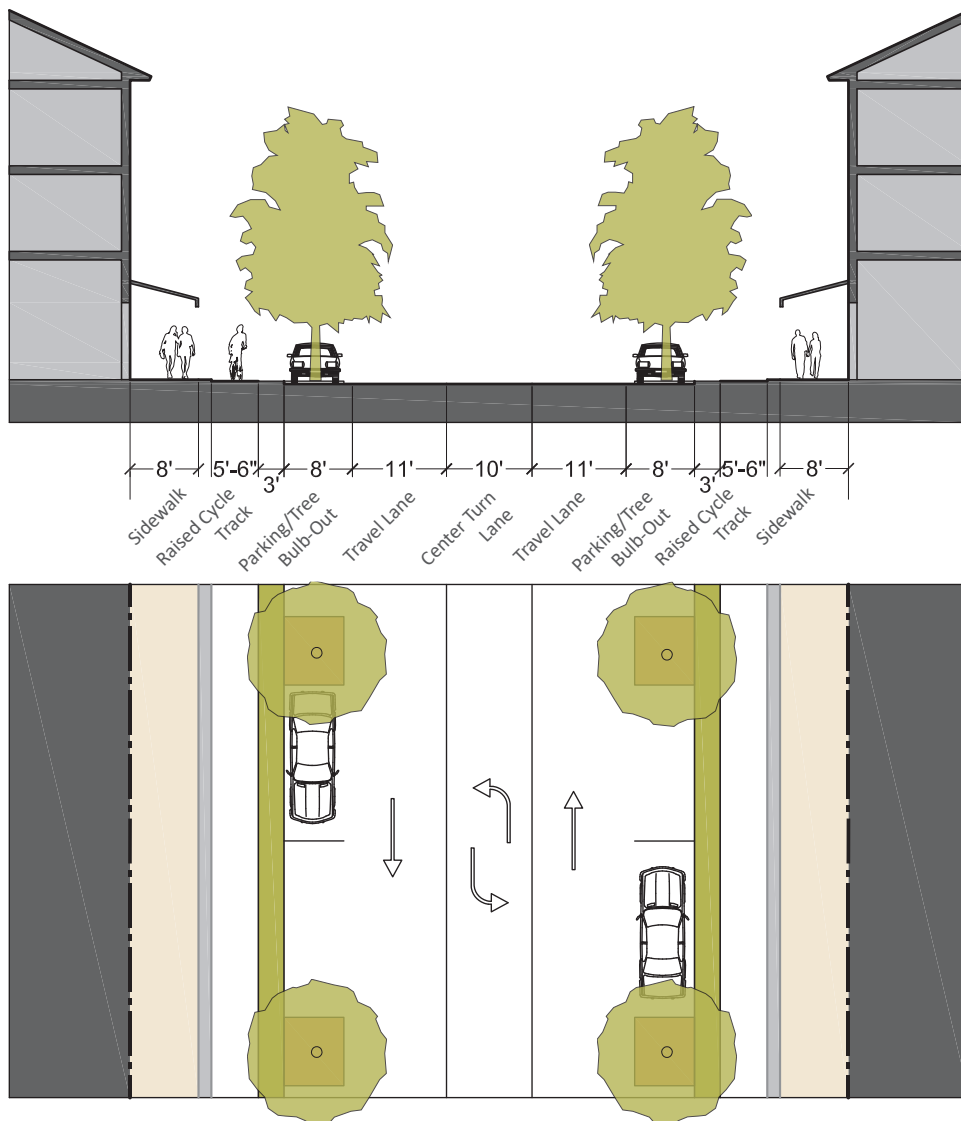 8' 5'-6" 3' 8' 11' 10' 11' 8' 3' 5'-6" 8'
Sidewalk
Raised Cycle
Track
Parking/Tree
Bulb-Out
Travel Lane
Center Turn
Lane
Travel Lane
Parking/Tree
Bulb-Out
Raised Cycle
Track
Sidewalk